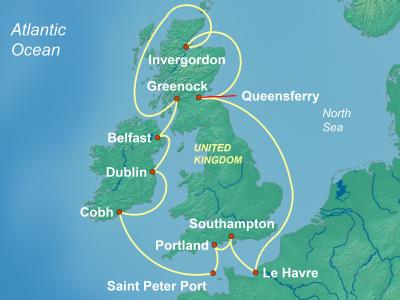 Atlantic
Ocean
Invergordon
Greenock
Queensferry
North
Sea
Belfast
UNITED
KINGDOM
Dublin
Cobh
Southampton
Portland
Le Havre
Saint Peter Port